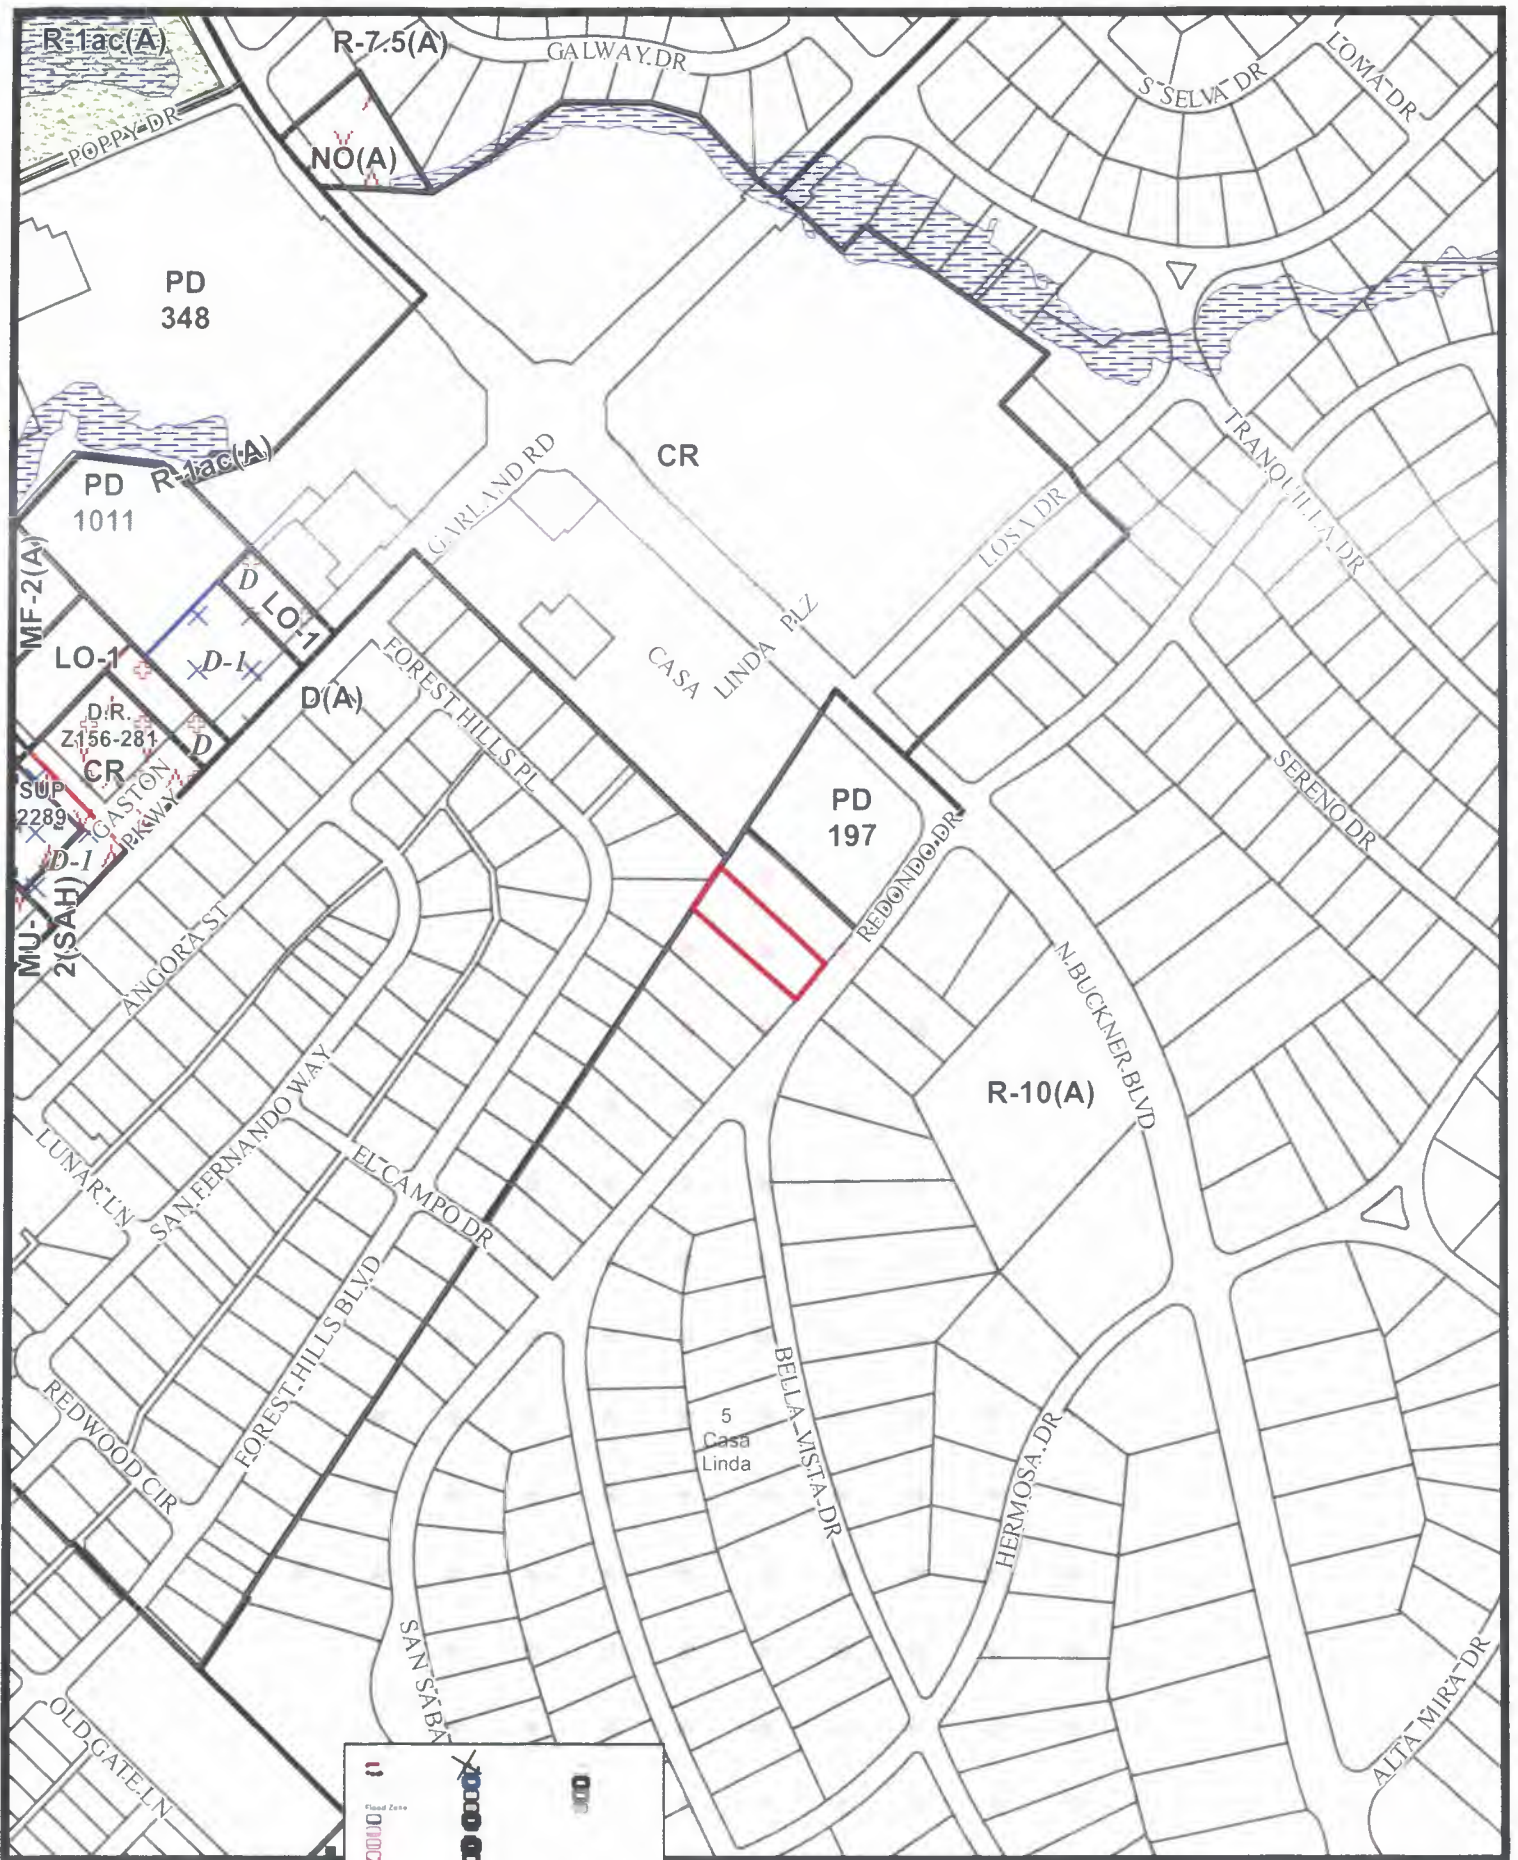 R-1ac(A)
R-7.5(A)
GALWAY DR
S SELVA DR
LOMA DR
POPPY DR
NO(A)
PD
348
CR
GARLAND RD
R-1ac(A)
PD
1011
TRANQUILLA DR
LOSA DR
MF-2(A)
D
LO-1
LO-1
D-1
CASA LINDA PLZ
FOREST HILLS PL
D(A)
D.R.
Z156-281
CR
D
SUP
2289
D-1
GASTON PKWY
MU-
2(SAH)
PD
197
SERENO DR
REDONDO DR
ANGORA ST
N BUCKNER BLVD
R-10(A)
SAN FERNANDO WAY
LUNAR LN
EL CAMPO DR
FOREST HILLS BLVD
BELLA VISTA DR
5
Casa
Linda
REDWOOD CIR
HERMOSA DR
SAN SABA
OLD GATE LN
ALTA MIRA DR
Flood Zone